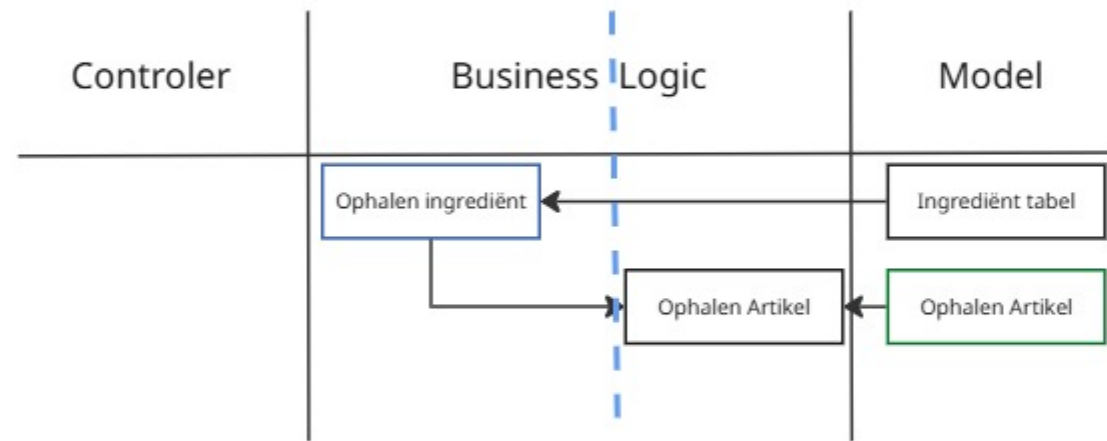 Controler
Business Logic
Model
Ophalen ingrediënt
Ingrediënt tabel
Ophalen Artikel
Ophalen Artikel